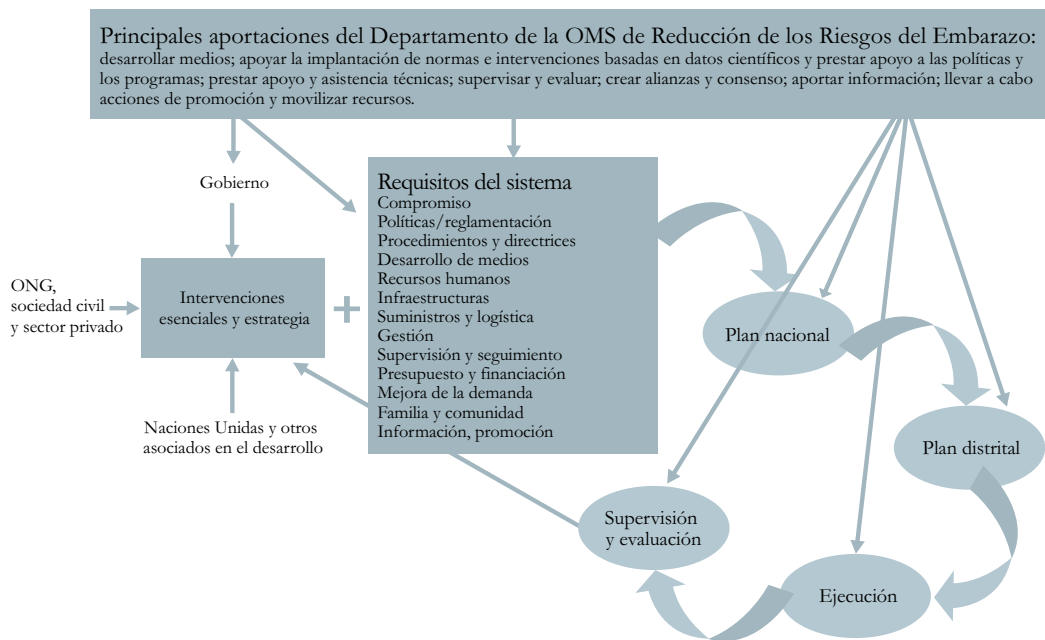 Principales aportaciones del Departamento de la OMS de Reducción de los Riesgos del Embarazo:
desarrollar medios; apoyar la implantación de normas e intervenciones basadas en datos científicos y prestar apoyo a las políticas y
los programas; prestar apoyo y asistencia técnicas; supervisar y evaluar; crear alianzas y consenso; aportar información; llevar a cabo
acciones de promoción y movilizar recursos.
Gobierno
ONG,
sociedad civil
y sector privado
Intervenciones
esenciales y estrategia
+
Naciones Unidas y otros
asociados en el desarrollo
Requisitos del sistema
Compromiso
Políticas/reglamentación
Procedimientos y directrices
Desarrollo de medios
Recursos humanos
Infraestructuras
Suministros y logística
Gestión
Supervisión y seguimiento
Presupuesto y financiación
Mejora de la demanda
Familia y comunidad
Información, promoción
Plan nacional
Plan distrital
Ejecución
Supervisión
y evaluación